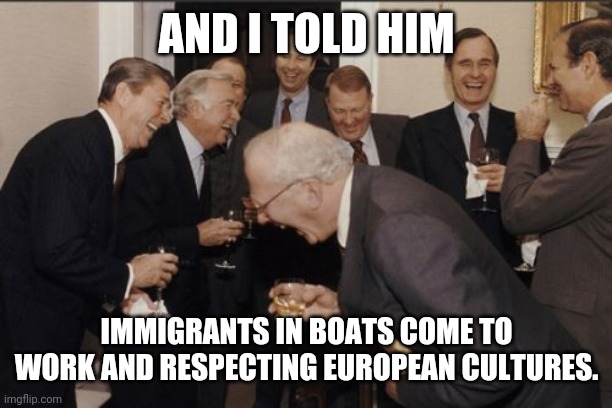 AND I TOLD HIM
IMMIGRANTS IN BOATS COME TO
WORK AND RESPECTING EUROPEAN CULTURES.
imgflip.com